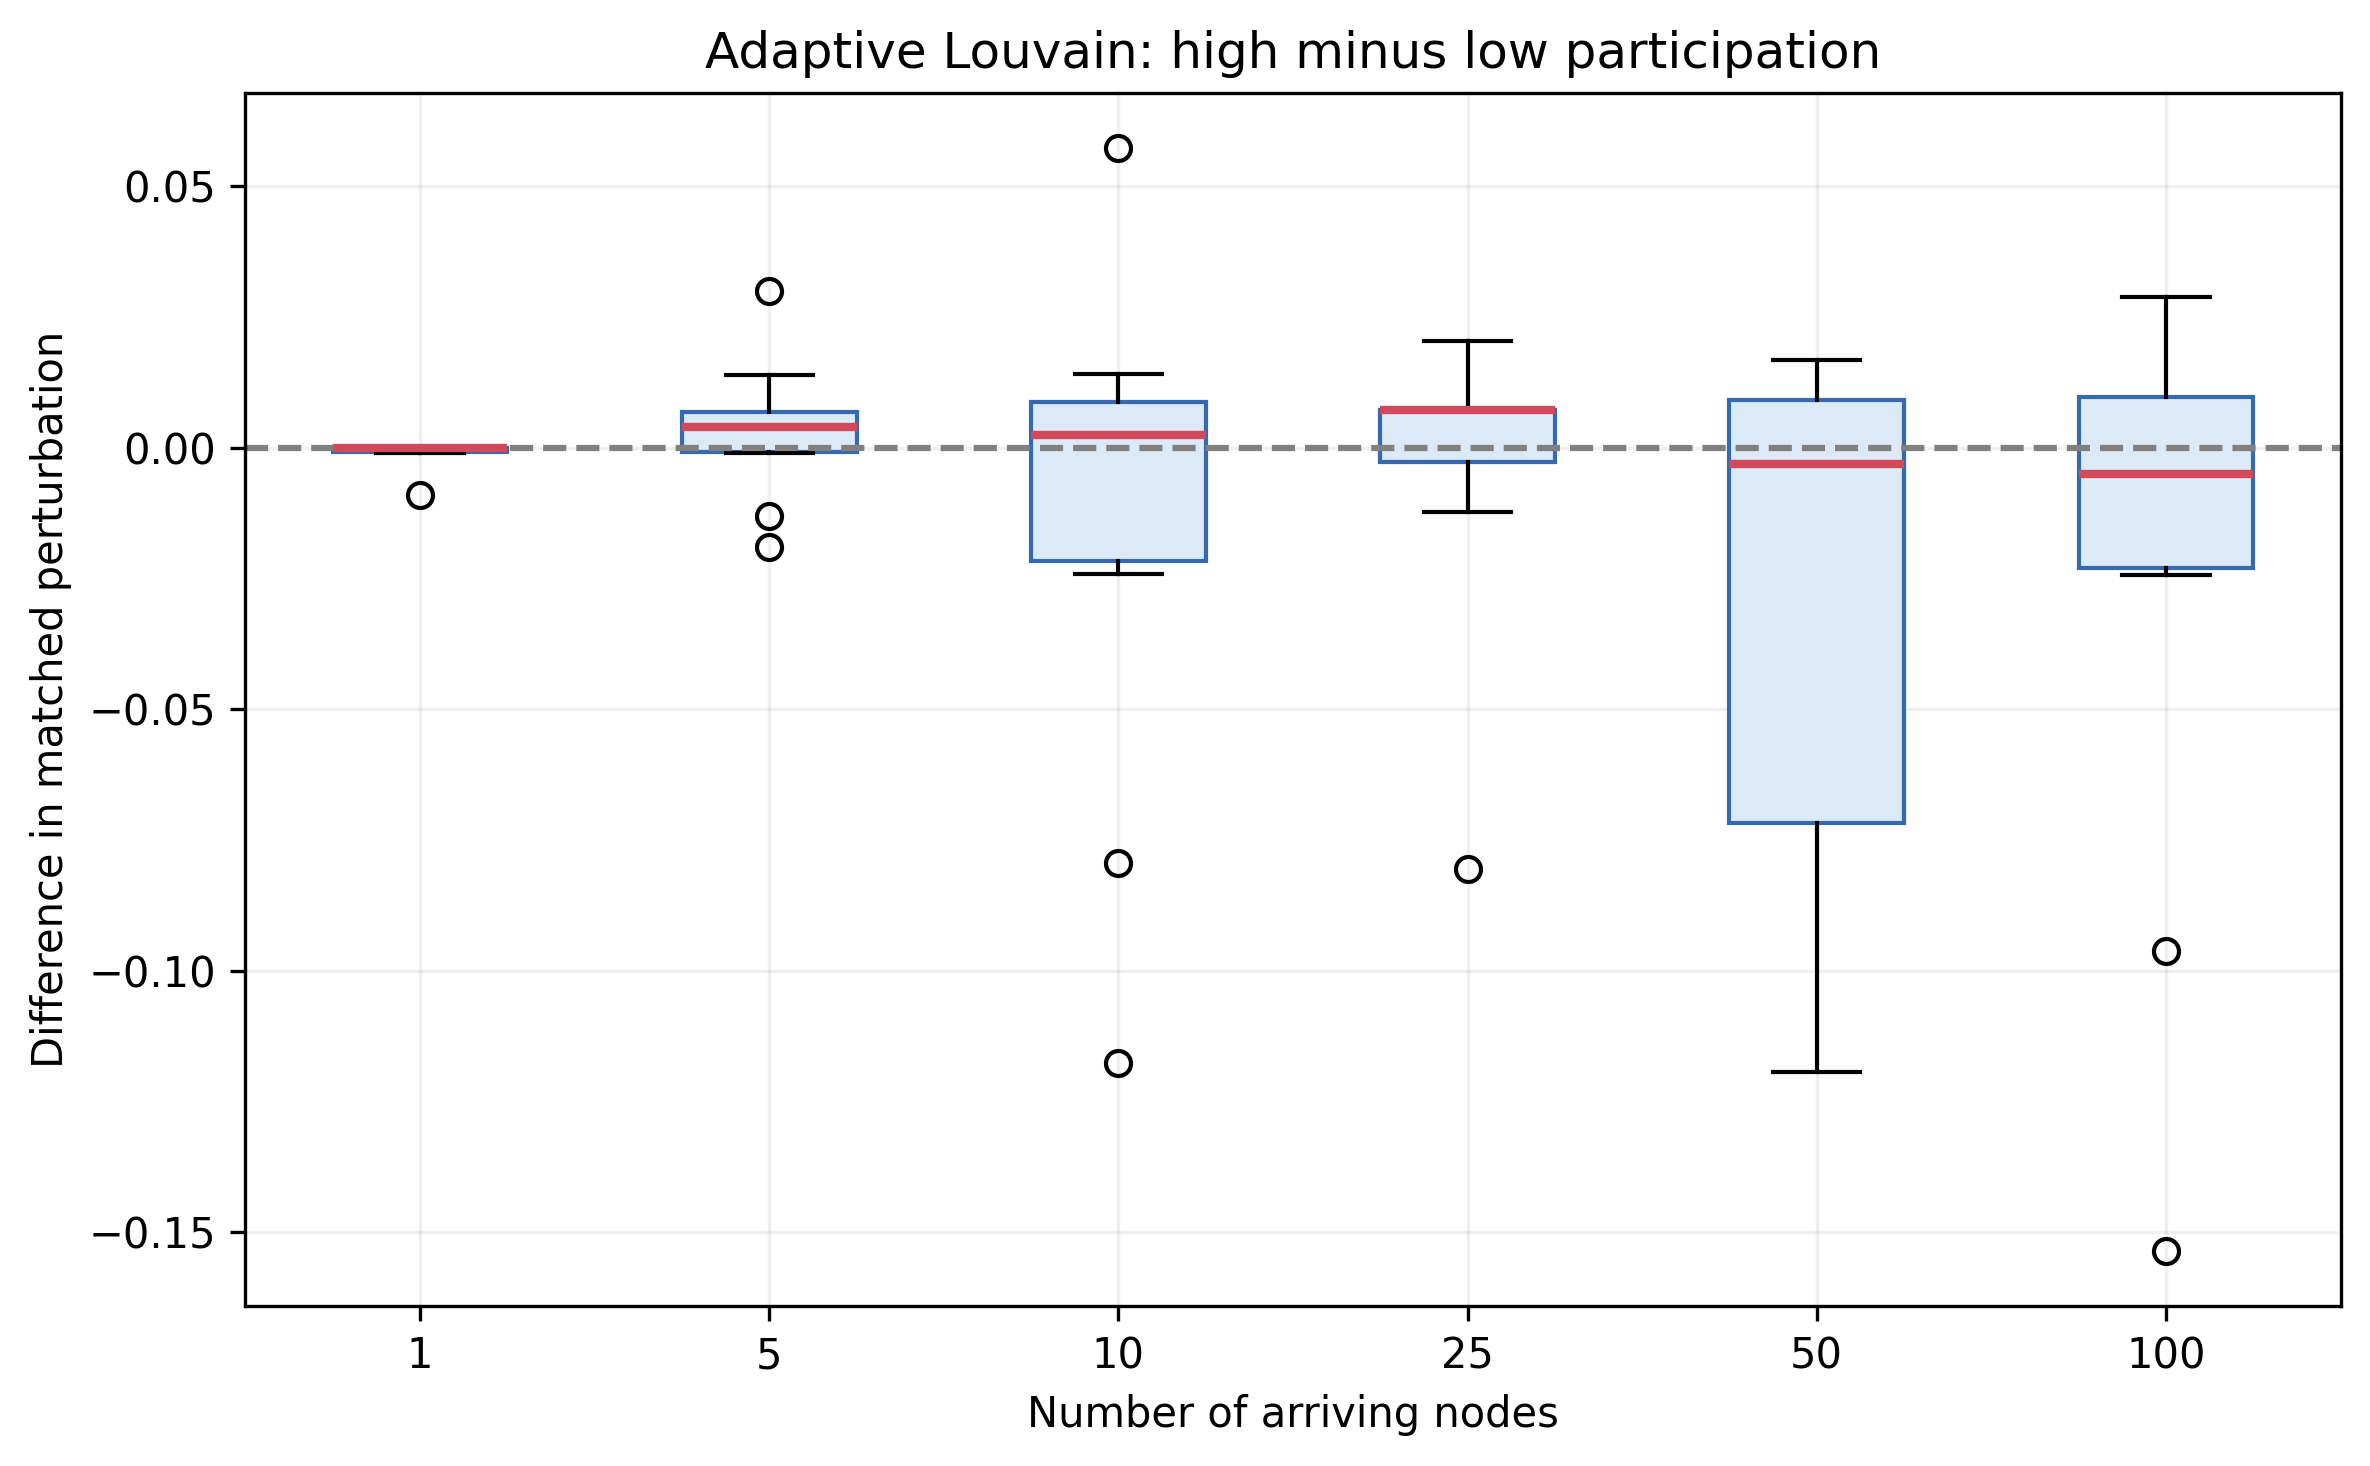 Adaptive Louvain: high minus low participation
Difference in matched perturbation
0.05
0.00
−0.05
−0.10
−0.15
1 5 10 25 50 100
Number of arriving nodes